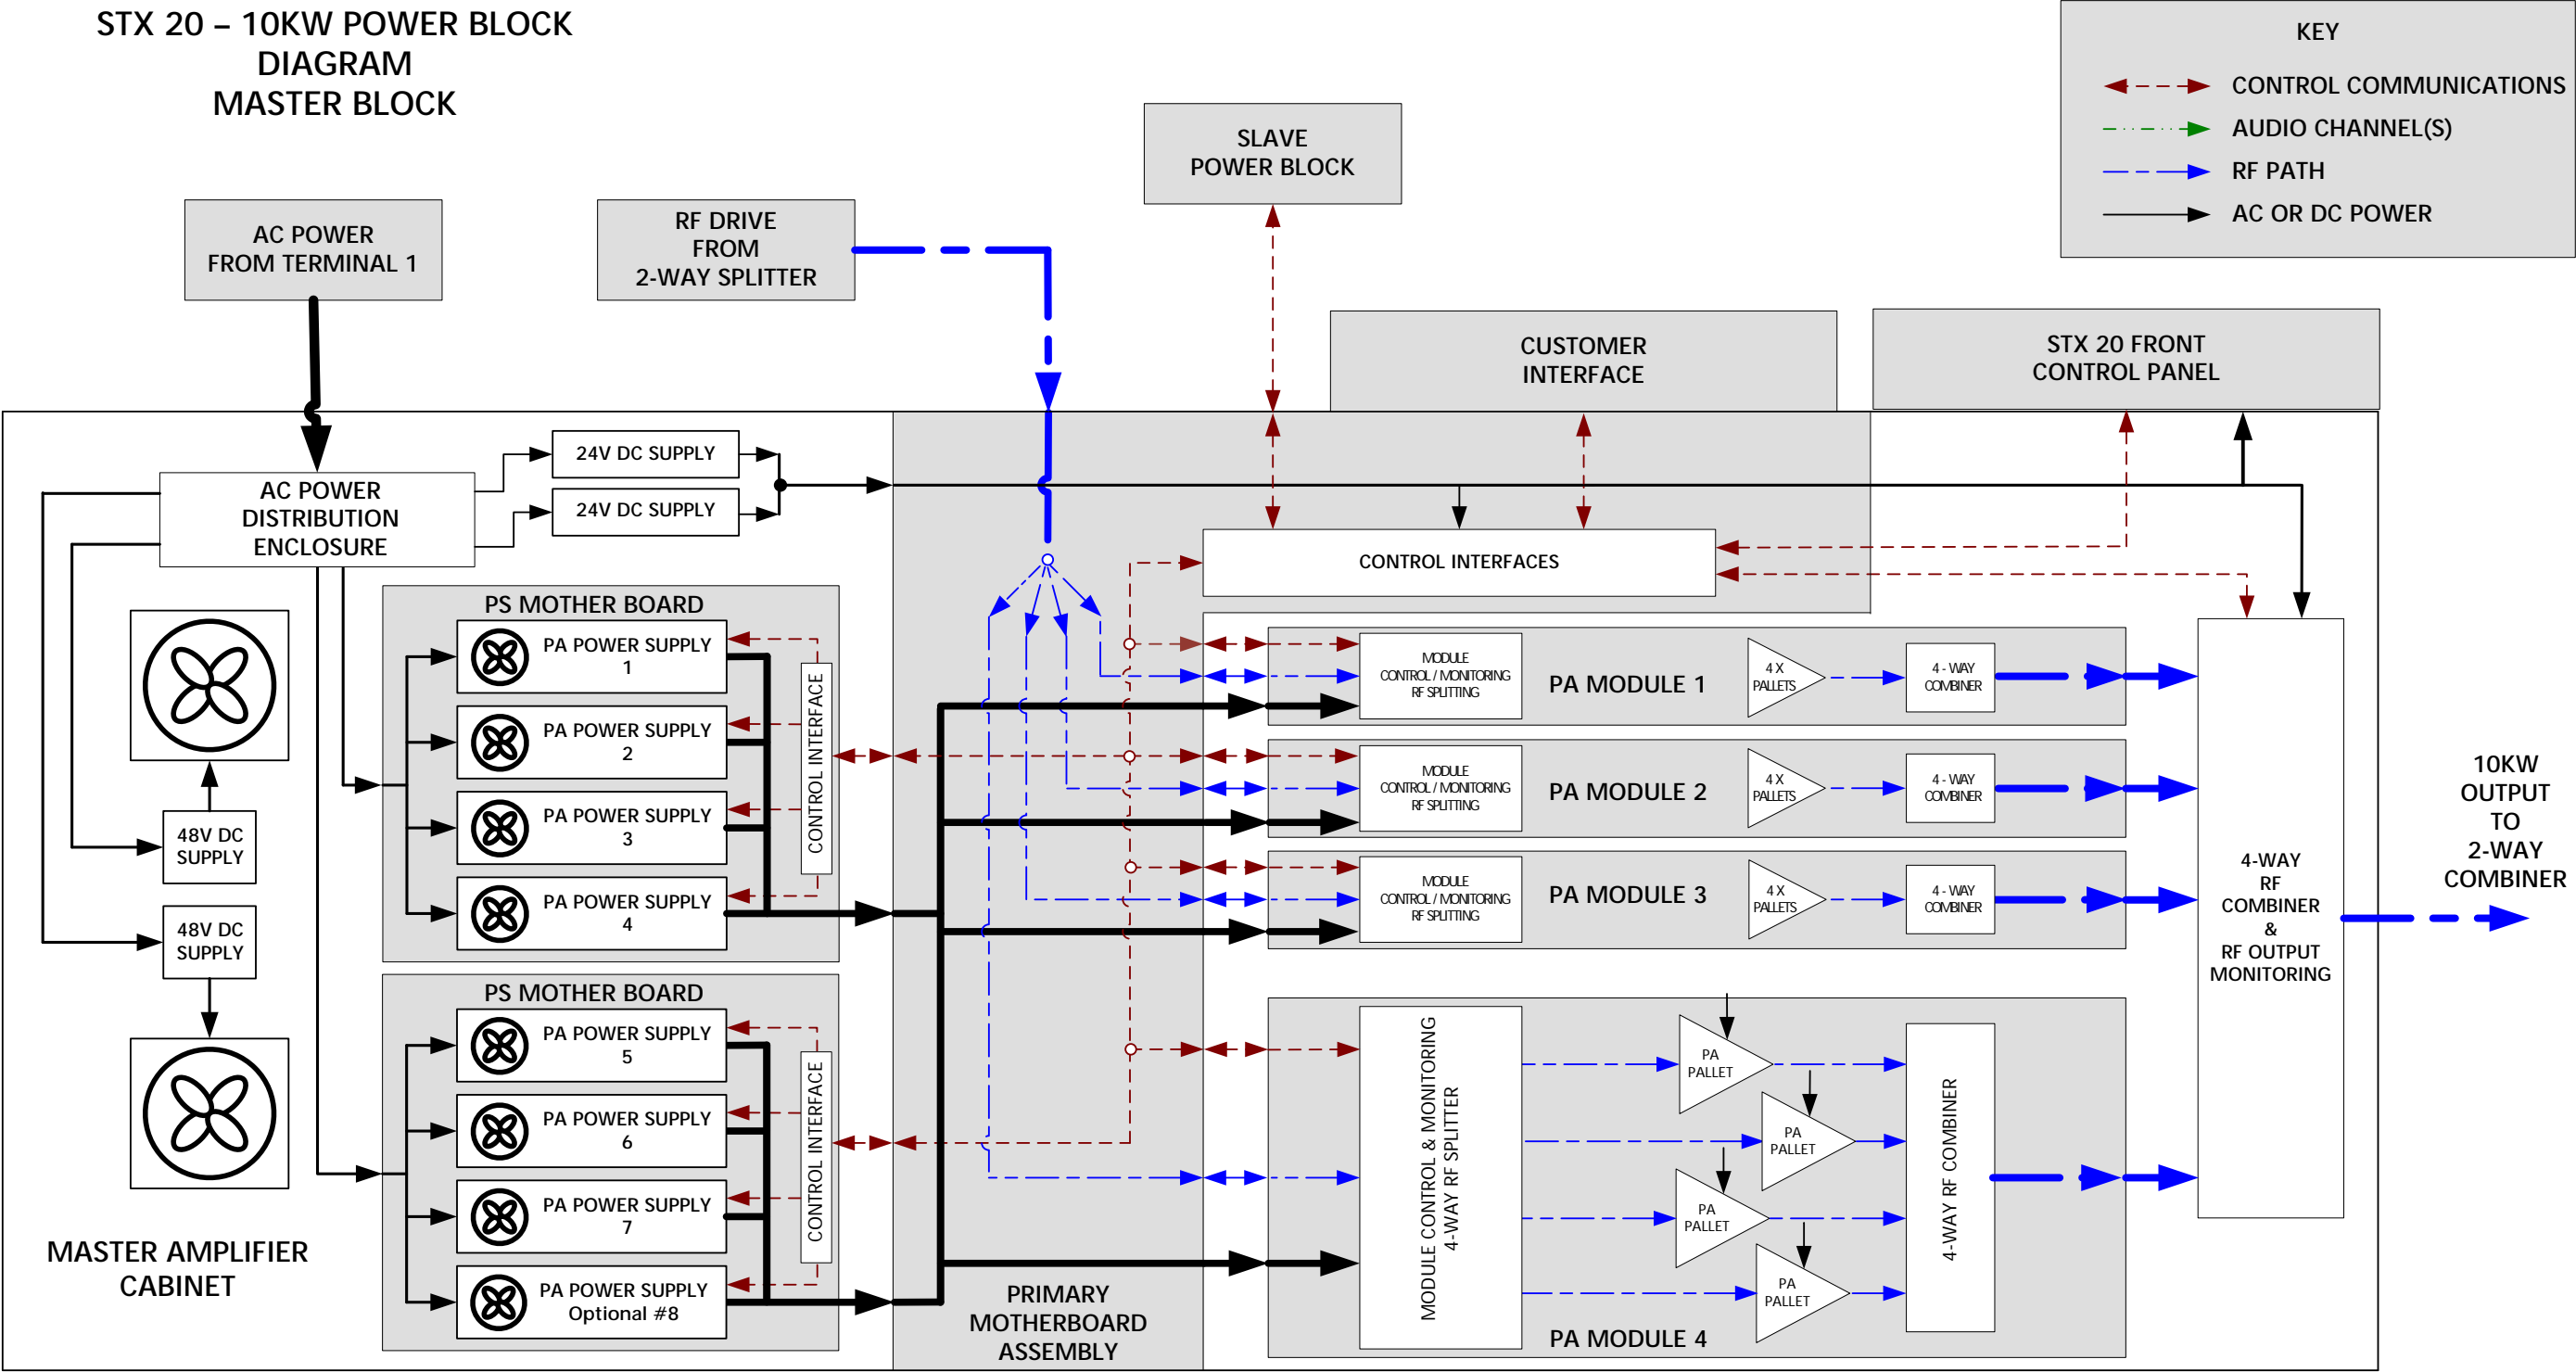 STX 20 – 10KW POWER BLOCK
DIAGRAM
MASTER BLOCK
KEY
CONTROL COMMUNICATIONS
AUDIO CHANNEL(S)
RF PATH
AC OR DC POWER
SLAVE
POWER BLOCK
AC POWER
FROM TERMINAL 1
RF DRIVE
FROM
2-WAY SPLITTER
CUSTOMER
INTERFACE
STX 20 FRONT
CONTROL PANEL
24V DC SUPPLY
24V DC SUPPLY
AC POWER
DISTRIBUTION
ENCLOSURE
CONTROL INTERFACES
PS MOTHER BOARD
PA POWER SUPPLY
1
PA POWER SUPPLY
2
PA POWER SUPPLY
3
PA POWER SUPPLY
4
CONTROL INTERFACE
48V DC
SUPPLY
48V DC
SUPPLY
PS MOTHER BOARD
PA POWER SUPPLY
5
PA POWER SUPPLY
6
PA POWER SUPPLY
7
PA POWER SUPPLY
Optional #8
CONTROL INTERFACE
MASTER AMPLIFIER
CABINET
PRIMARY
MOTHERBOARD
ASSEMBLY
MODULE
CONTROL / MONITORING
RF SPLITTING
PA MODULE 1
4 X
PALLETS
4 - WAY
COMBINER
MODULE
CONTROL / MONITORING
RF SPLITTING
PA MODULE 2
4 X
PALLETS
4 - WAY
COMBINER
MODULE
CONTROL / MONITORING
RF SPLITTING
PA MODULE 3
4 X
PALLETS
4 - WAY
COMBINER
MODULE CONTROL & MONITORING
4-WAY RF SPLITTER
PA
PALLET
PA
PALLET
PA
PALLET
PA
PALLET
4-WAY RF COMBINER
PA MODULE 4
4-WAY
RF
COMBINER
&
RF OUTPUT
MONITORING
10KW
OUTPUT
TO
2-WAY
COMBINER